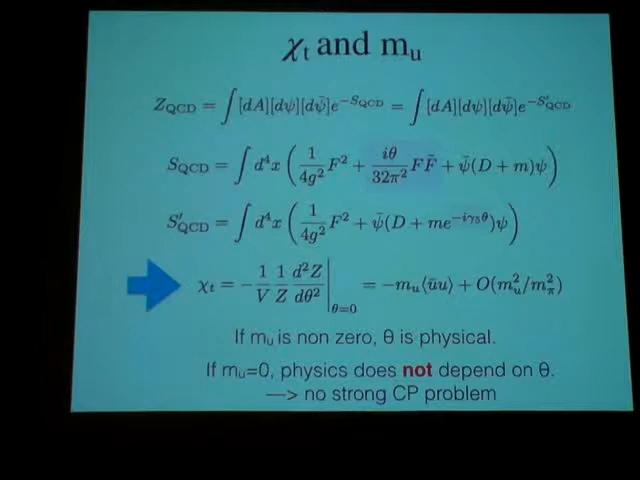 χt and mu
Z_QCD = ∫[dA][dψ][dψ̄]e^{−S_QCD} = ∫[dA][dψ][dψ̄]e^{−S'_QCD}
S_QCD = ∫ d⁴x ( 1/4g² F² + iθ/32π² FF̃ + ψ̄(D + m)ψ )
S'_QCD = ∫ d⁴x ( 1/4g² F² + ψ̄(D + me^{−iγ₅θ})ψ )
χt = − 1/V 1/Z d²Z/dθ² |_{θ=0} = −m_u⟨ūu⟩ + O(m_u²/m_π²)
If mu is non zero, θ is physical.
If mu=0, physics does not depend on θ.
—> no strong CP problem